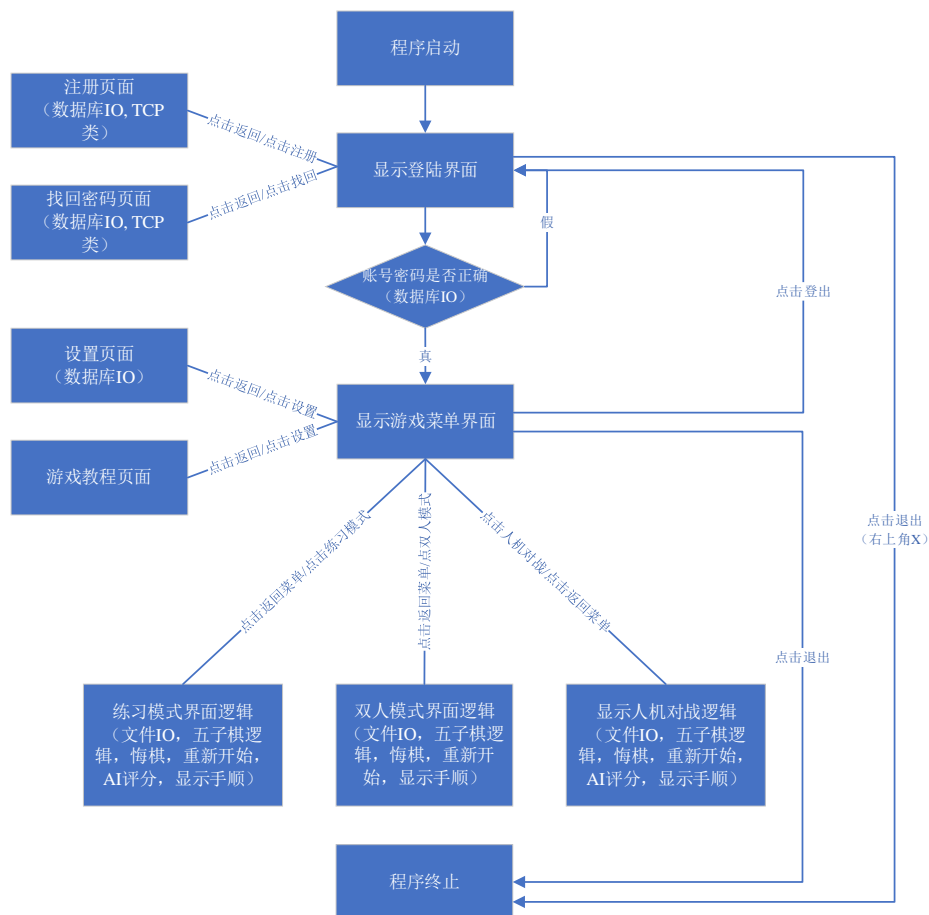 程序启动
注册页面
（数据库IO, TCP
类）
点击返回/点击注册
显示登陆界面
找回密码页面
（数据库IO, TCP
类）
点击返回/点击找回
假
账号密码是否正确
（数据库IO）
点击登出
真
设置页面
（数据库IO）
点击返回/点击设置
显示游戏菜单界面
游戏教程页面
点击返回/点击设置
点击退出
（右上角X）
点击返回菜单/点击练习模式
点击返回菜单/点双人模式
点击人机对战/点击返回菜单
点击退出
练习模式界面逻辑
（文件IO，五子棋逻
辑，悔棋，重新开始，
AI评分，显示手顺）
双人模式界面逻辑
（文件IO，五子棋逻
辑，悔棋，重新开
始，显示手顺）
显示人机对战逻辑
（文件IO，五子棋逻
辑，悔棋，重新开始，
AI评分，显示手顺）
程序终止